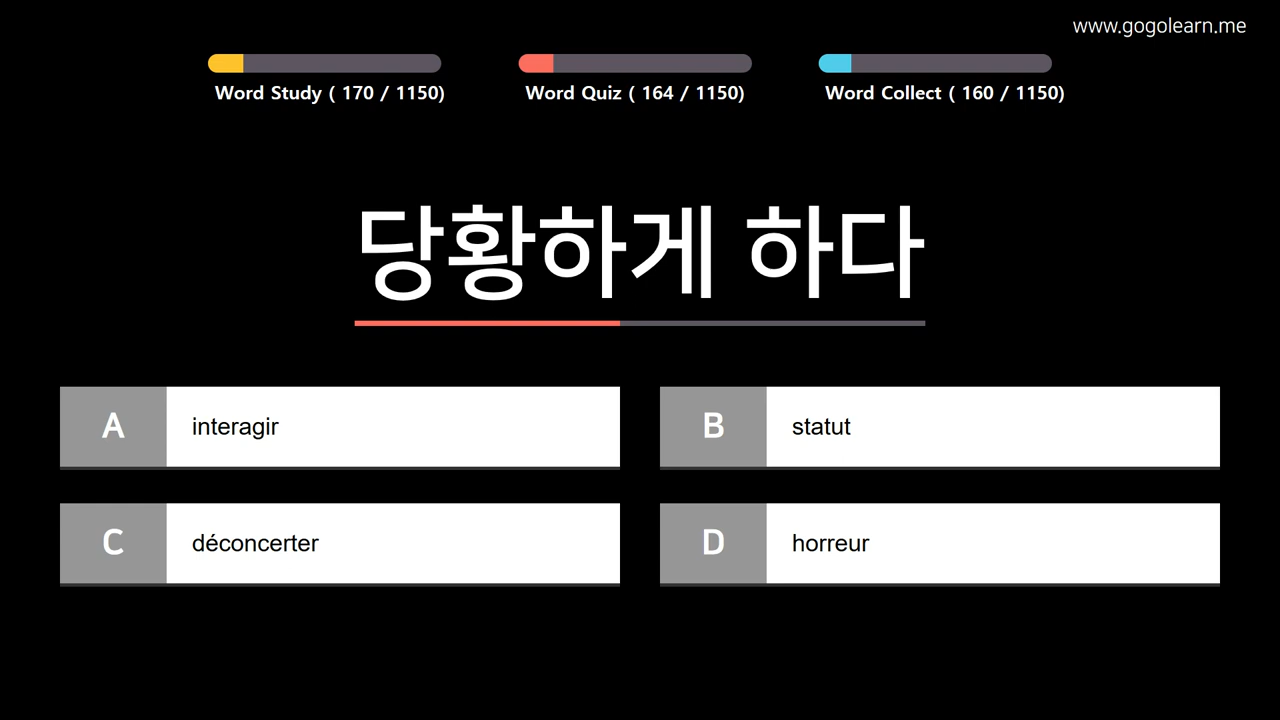 www.gogolearn.me
Word Study ( 170 / 1150)
Word Quiz ( 164 / 1150)
Word Collect ( 160 / 1150)
당황하게 하다
A interagir
B statut
C déconcerter
D horreur